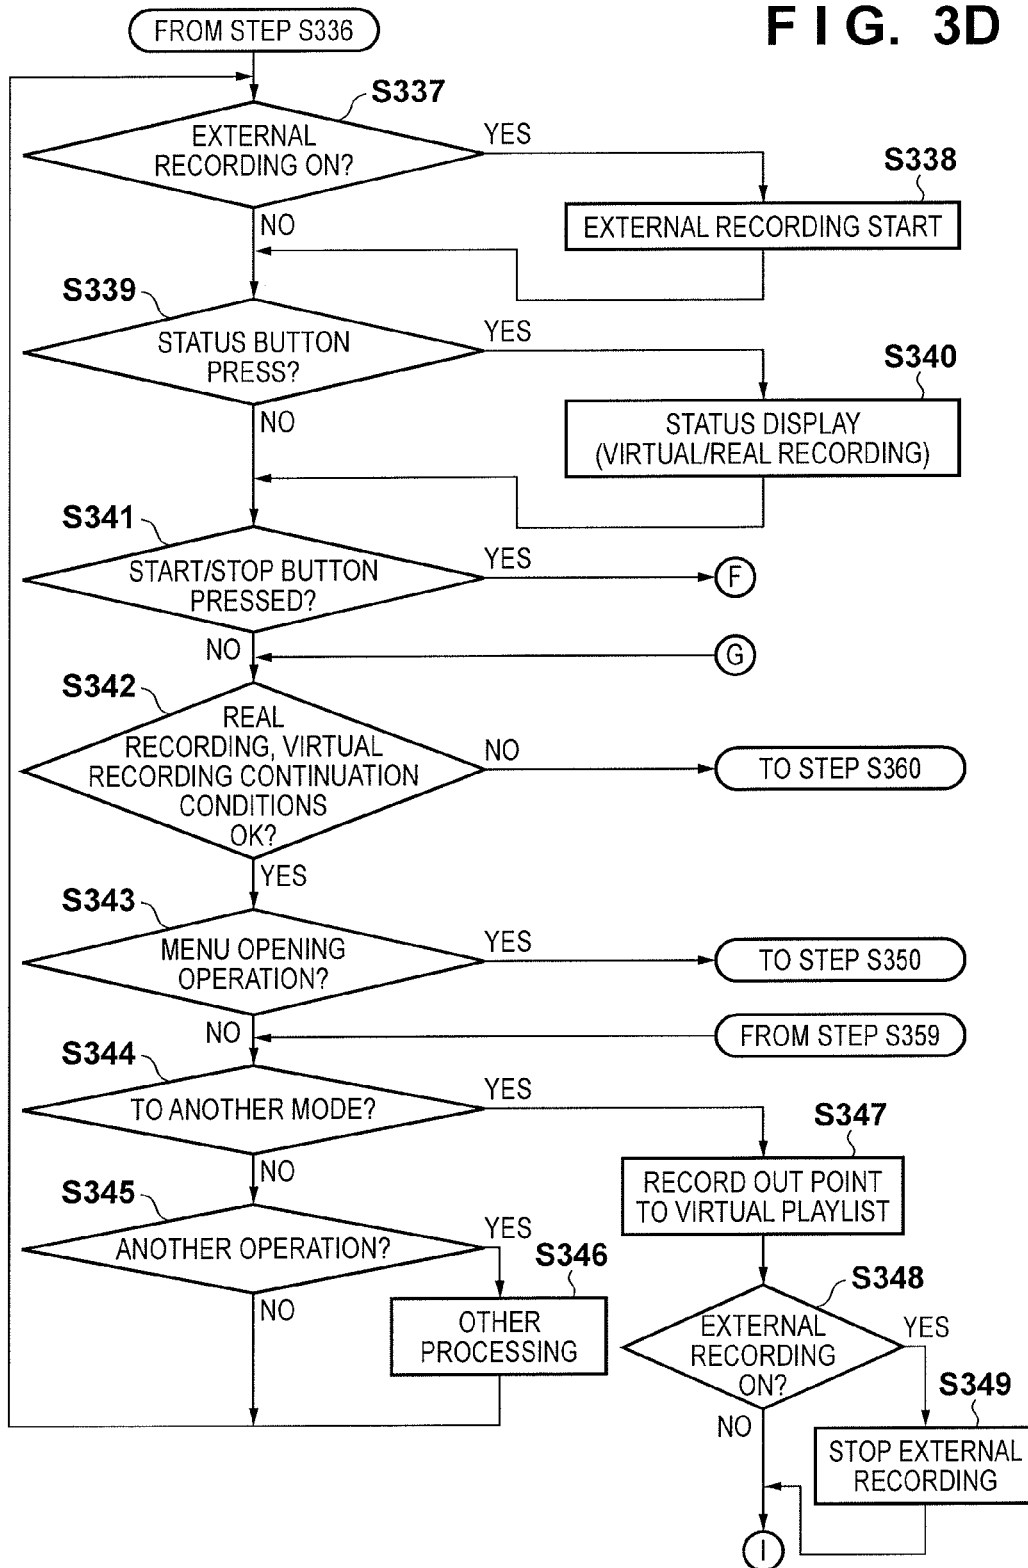 FIG. 3D
FROM STEP S336
S337
EXTERNAL
RECORDING ON?
YES
NO
S338
EXTERNAL RECORDING START
S339
STATUS BUTTON
PRESS?
YES
NO
S340
STATUS DISPLAY
(VIRTUAL/REAL RECORDING)
S341
START/STOP BUTTON
PRESSED?
YES
F
NO
G
S342
REAL
RECORDING, VIRTUAL
RECORDING CONTINUATION
CONDITIONS
OK?
NO
TO STEP S360
YES
S343
MENU OPENING
OPERATION?
YES
TO STEP S350
NO
FROM STEP S359
S344
TO ANOTHER MODE?
YES
NO
S347
RECORD OUT POINT
TO VIRTUAL PLAYLIST
S345
ANOTHER OPERATION?
YES
NO
S346
OTHER
PROCESSING
S348
EXTERNAL
RECORDING
ON?
YES
NO
S349
STOP EXTERNAL
RECORDING
I